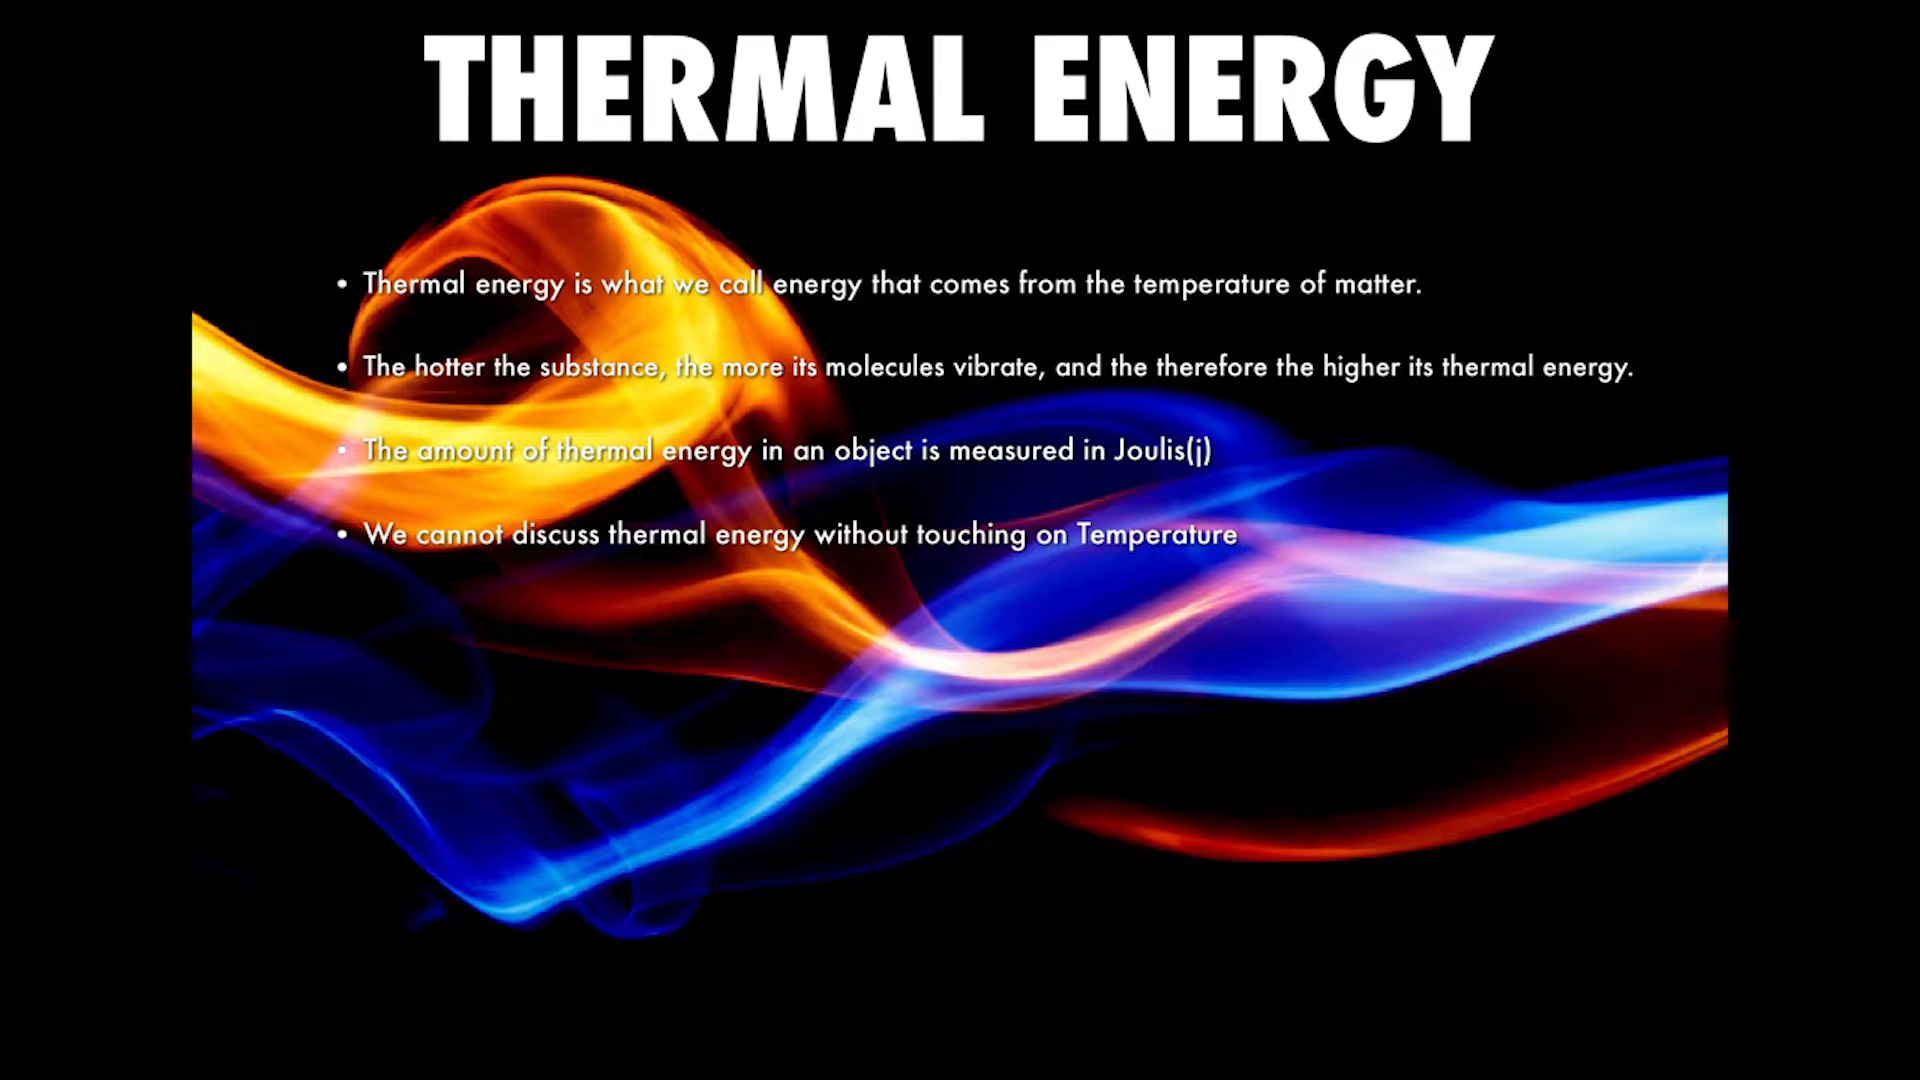 THERMAL ENERGY
• Thermal energy is what we call energy that comes from the temperature of matter.
• The hotter the substance, the more its molecules vibrate, and the therefore the higher its thermal energy.
• The amount of thermal energy in an object is measured in Joulis(j)
• We cannot discuss thermal energy without touching on Temperature